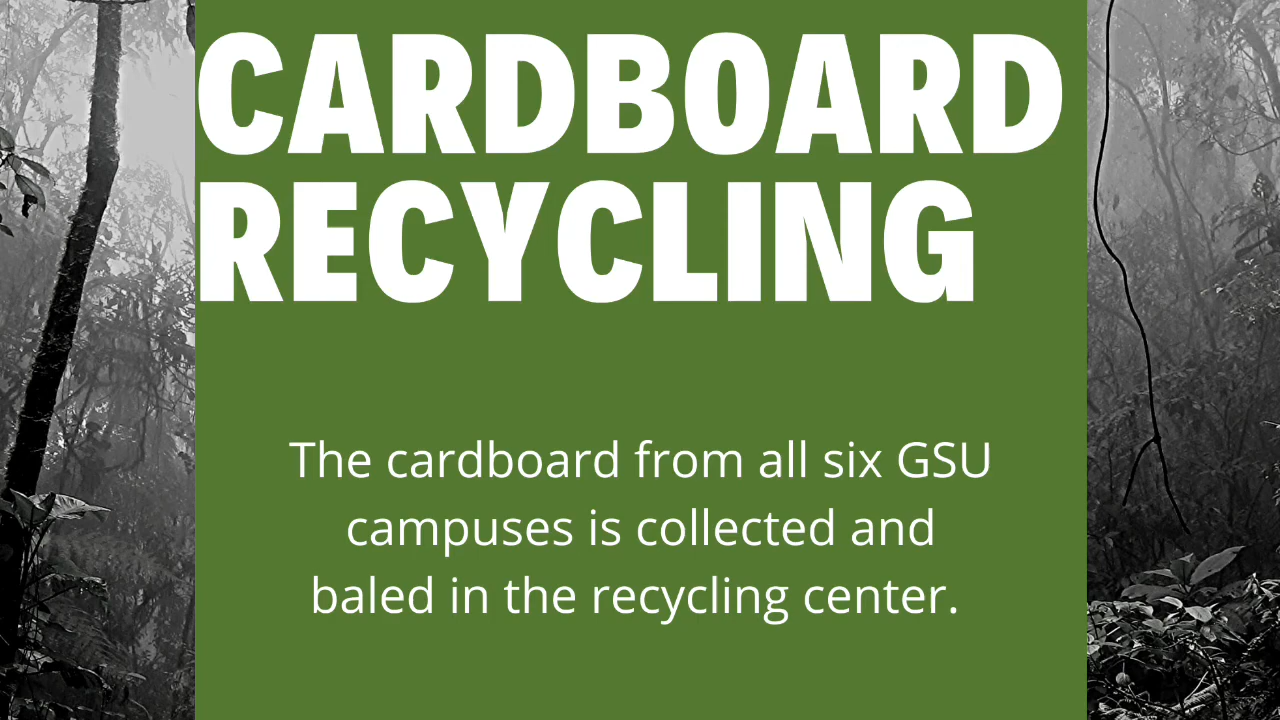 CARDBOARD
RECYCLING
The cardboard from all six GSU
campuses is collected and
baled in the recycling center.